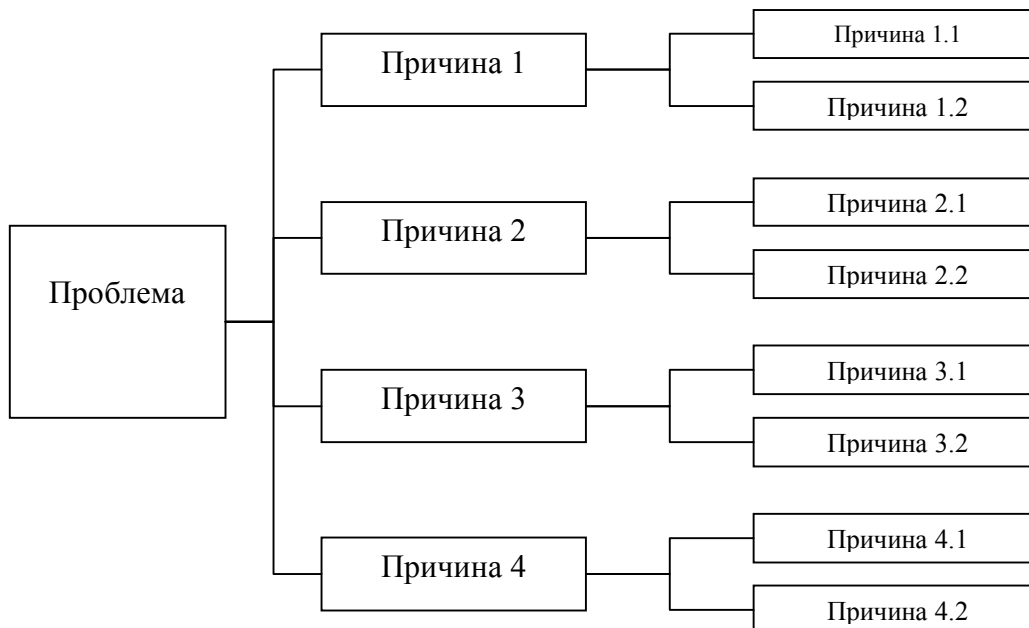 Причина 1.1
Причина 1
Причина 1.2
Причина 2.1
Причина 2
Причина 2.2
Проблема
Причина 3.1
Причина 3
Причина 3.2
Причина 4.1
Причина 4
Причина 4.2